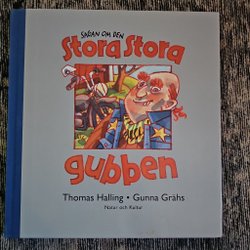 SAGAN OM DEN
Stora Stora
gubben
Thomas Halling • Gunna Grähs
Natur och Kultur